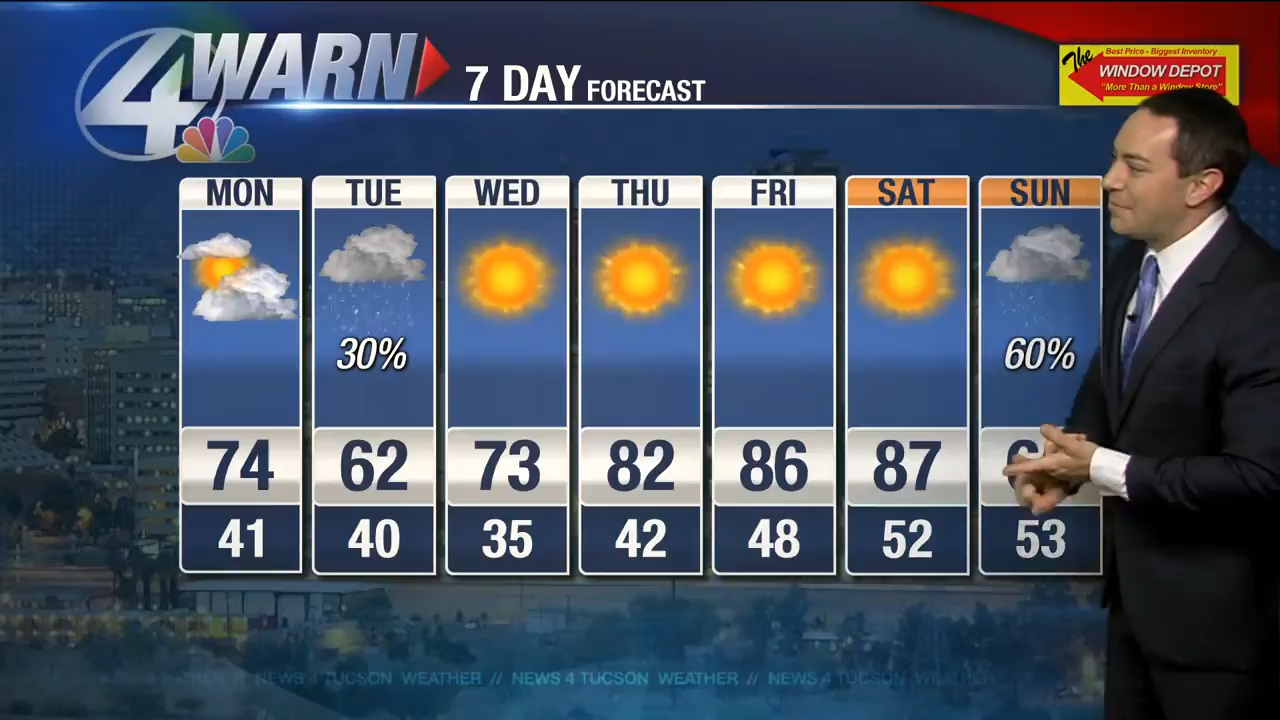 4WARN
7 DAY FORECAST
The
Best Price - Biggest Inventory
WINDOW DEPOT
"More Than a Window Store"
MON TUE WED THU FRI SAT SUN
30% 60%
74 62 73 82 86 87
41 40 35 42 48 52 53
NEWS 4 TUCSON WEATHER // NEWS 4 TUCSON WEATHER // NEWS 4 TUCSON WEATHER